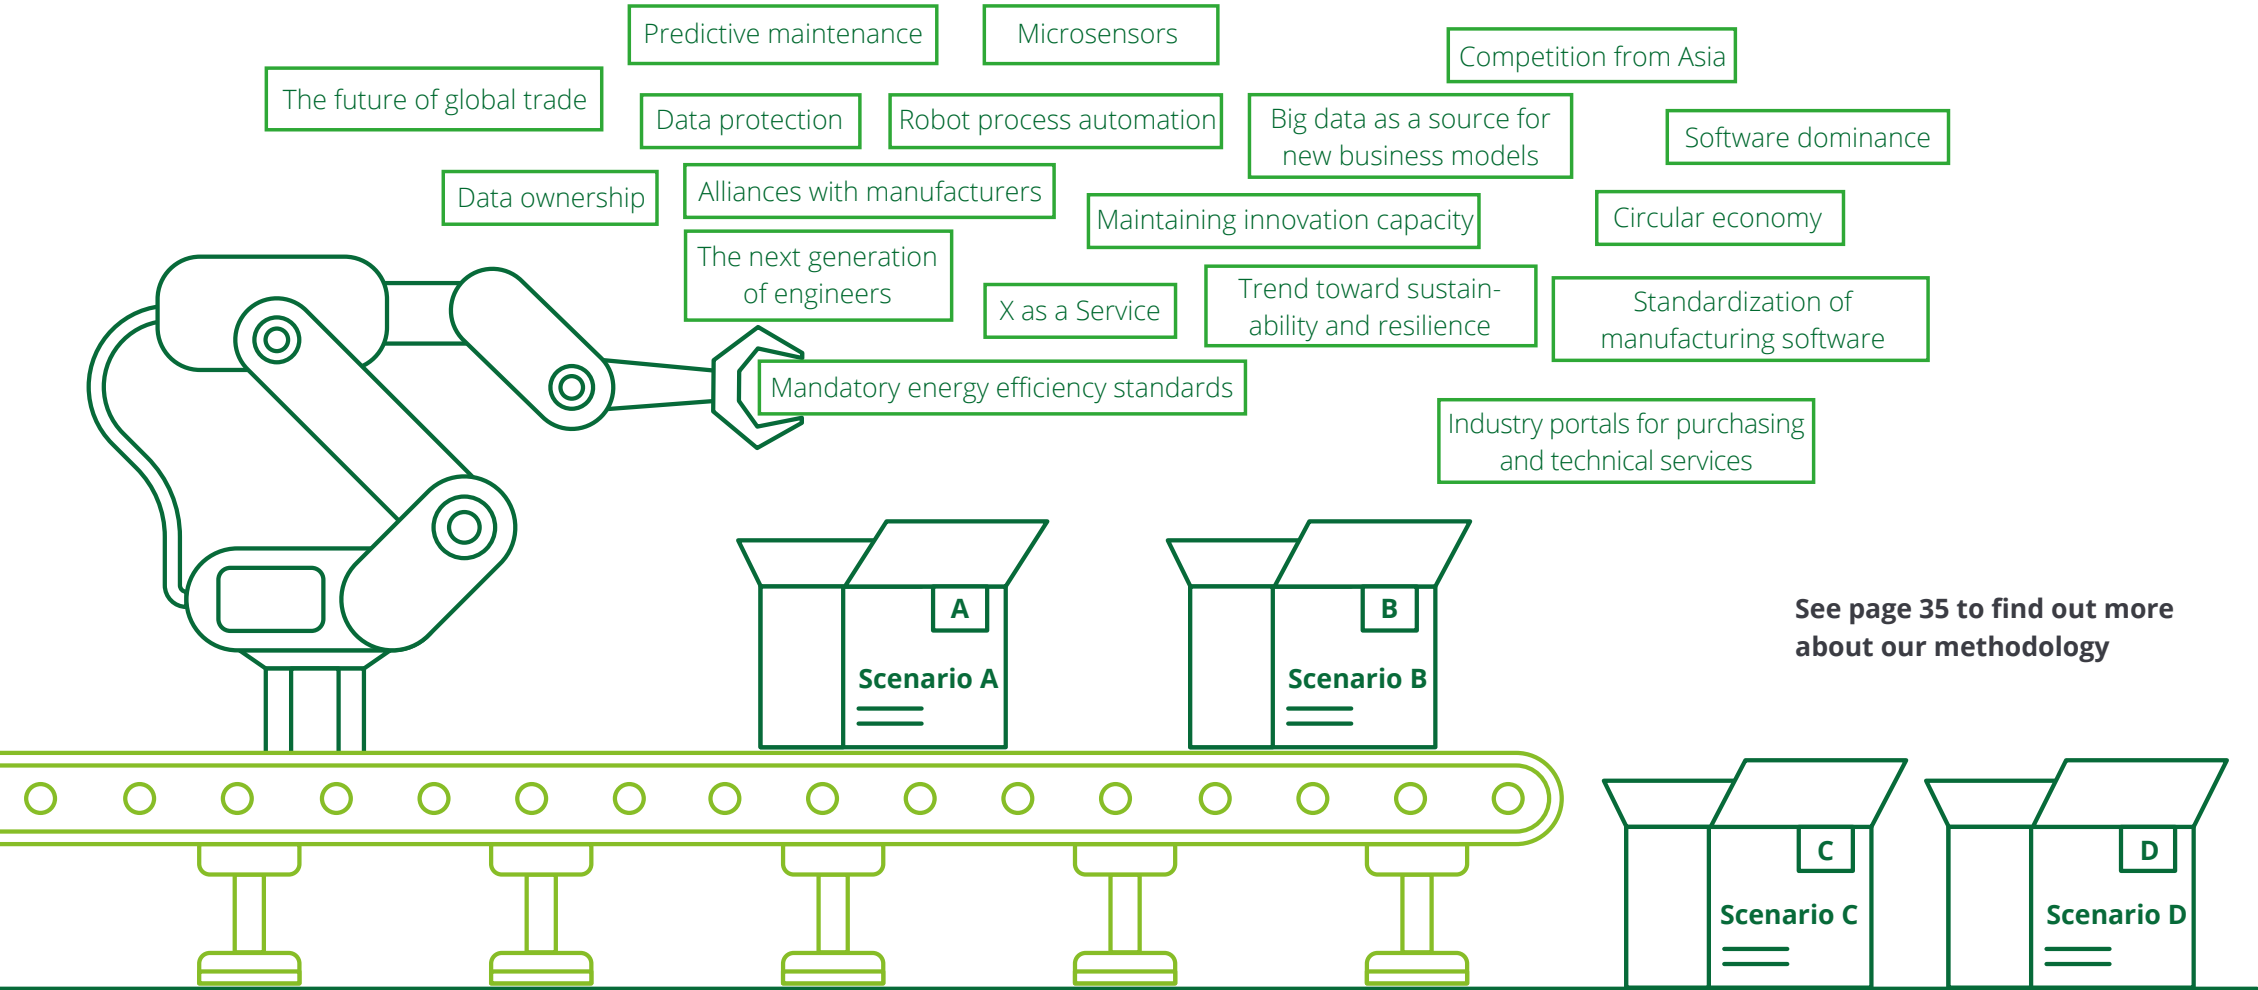 Predictive maintenance
Microsensors
Competition from Asia
The future of global trade
Data protection
Robot process automation
Big data as a source for
new business models
Software dominance
Data ownership
Alliances with manufacturers
Maintaining innovation capacity
Circular economy
The next generation
of engineers
X as a Service
Trend toward sustain-
ability and resilience
Standardization of
manufacturing software
Mandatory energy efficiency standards
Industry portals for purchasing
and technical services
A
Scenario A
B
Scenario B
See page 35 to find out more
about our methodology
C
Scenario C
D
Scenario D